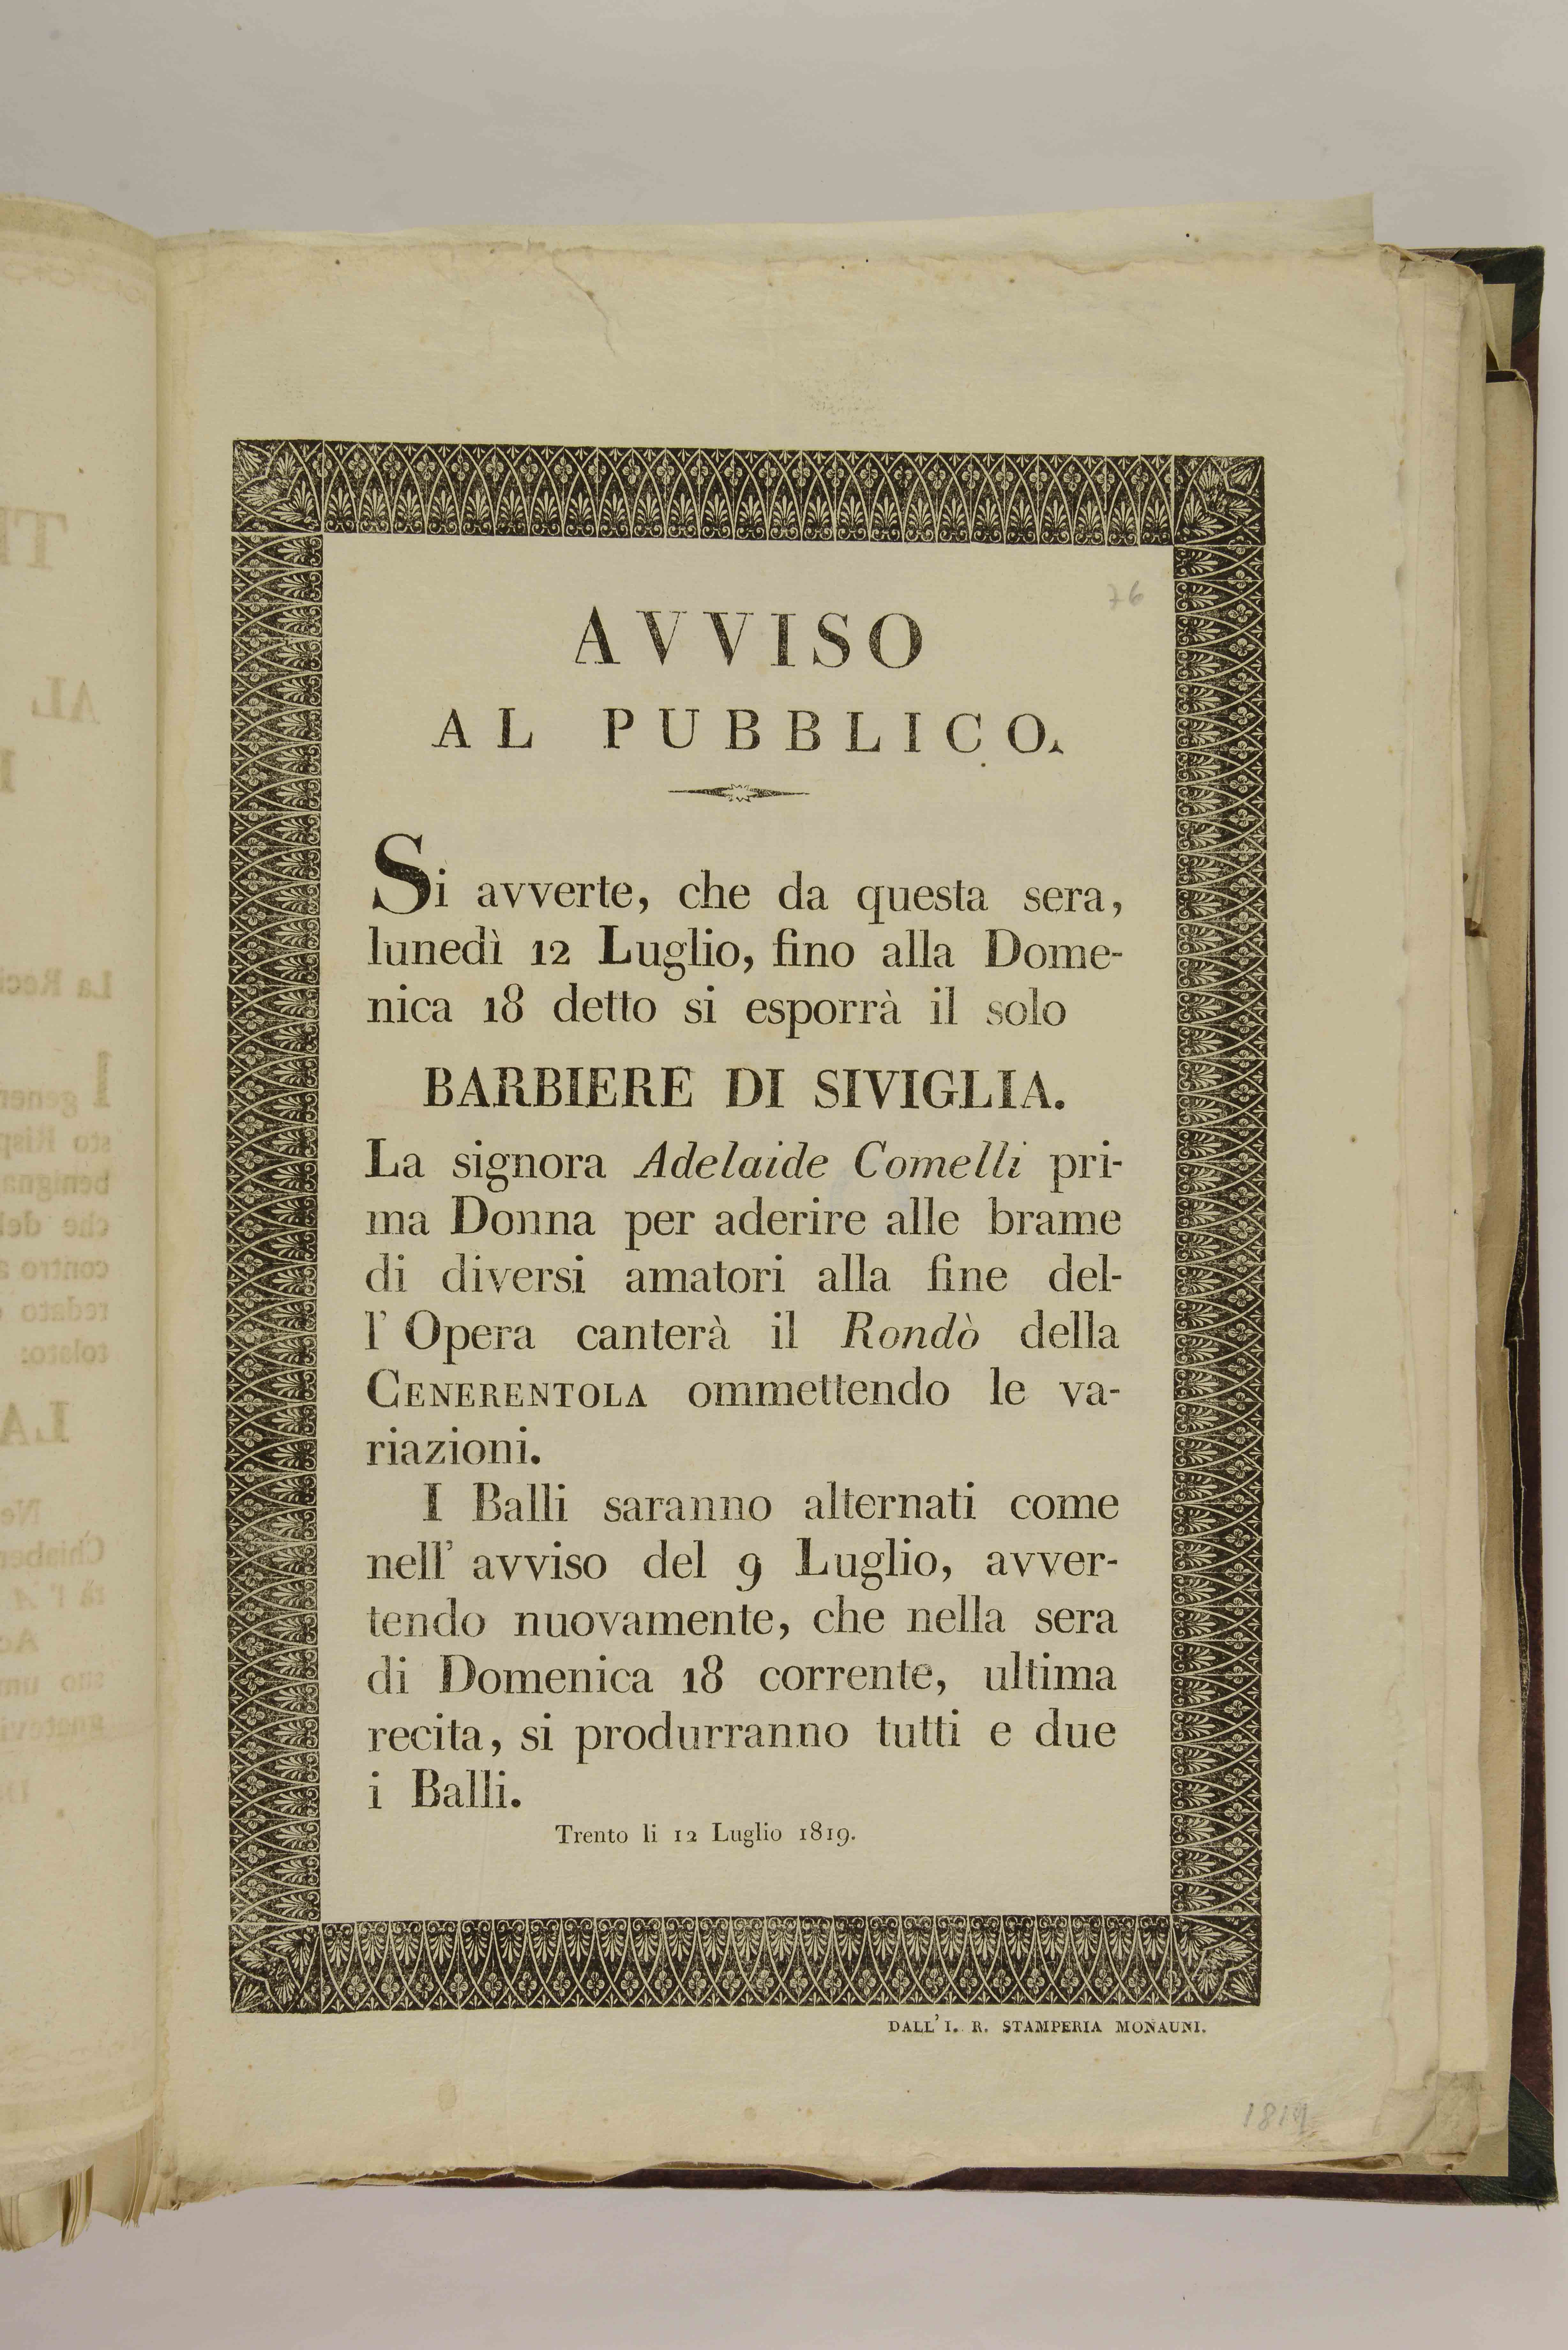 76
AVVISO
AL PUBBLICO.
Si avverte, che da questa sera,
lunedì 12 Luglio, fino alla Dome-
nica 18 detto si esporrà il solo
BARBIERE DI SIVIGLIA.
La signora Adelaide Comelli pri-
ma Donna per aderire alle brame
di diversi amatori alla fine del-
l' Opera canterà il Rondò della
CENERENTOLA ommettendo le va-
riazioni.
I Balli saranno alternati come
nell' avviso del 9 Luglio, avver-
tendo nuovamente, che nella sera
di Domenica 18 corrente, ultima
recita, si produrranno tutti e due
i Balli.
Trento li 12 Luglio 1819.
DALL' I. R. STAMPERIA MONAUNI.
1819